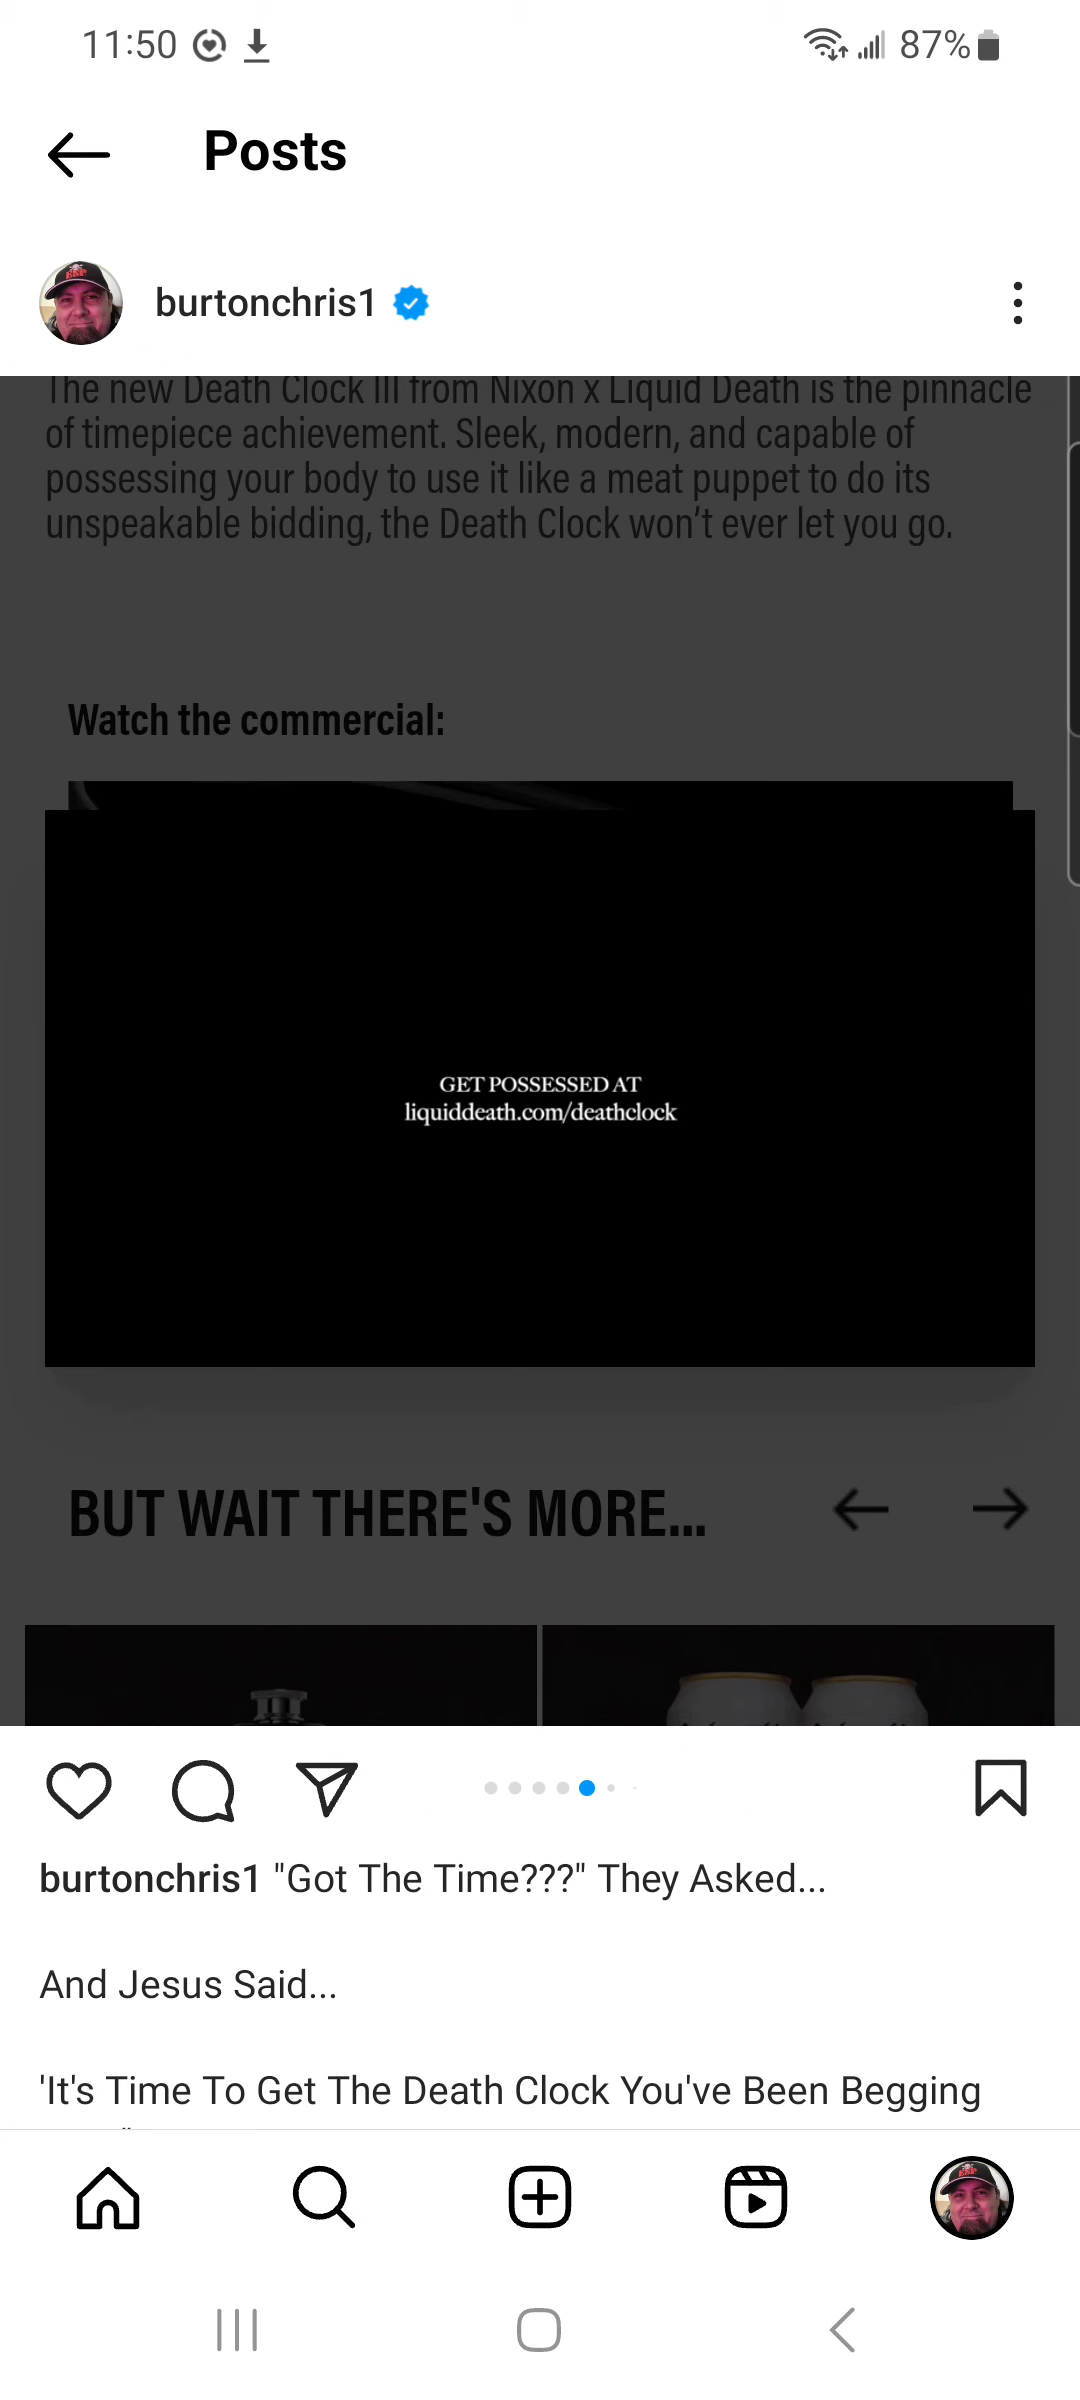 11:50
87%
Posts
burtonchris1
The new Death Clock III from Nixon x Liquid Death is the pinnacle
of timepiece achievement. Sleek, modern, and capable of
possessing your body to use it like a meat puppet to do its
unspeakable bidding, the Death Clock won’t ever let you go.
Watch the commercial:
GET POSSESSED AT
liquiddeath.com/deathclock
BUT WAIT THERE'S MORE...
burtonchris1 "Got The Time???" They Asked...
And Jesus Said...
'It's Time To Get The Death Clock You've Been Begging